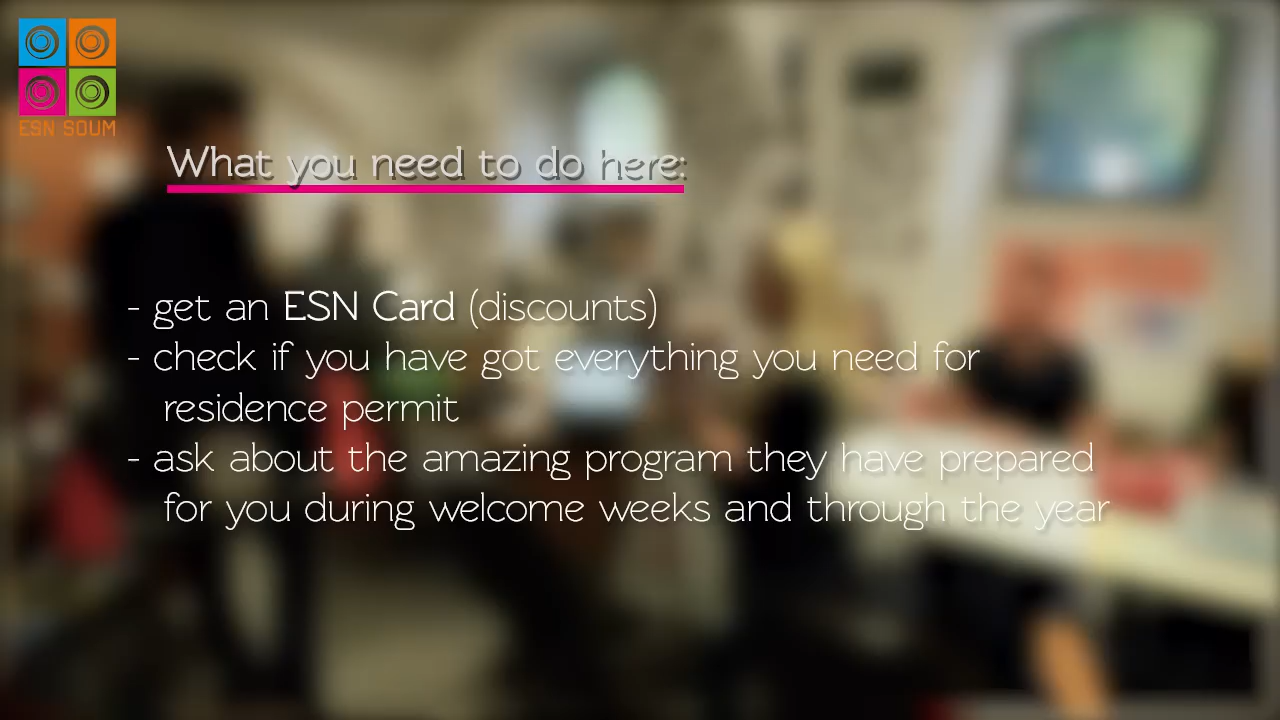 ESN SOUM
What you need to do here:
- get an ESN Card (discounts)
- check if you have got everything you need for
residence permit
- ask about the amazing program they have prepared
for you during welcome weeks and through the year